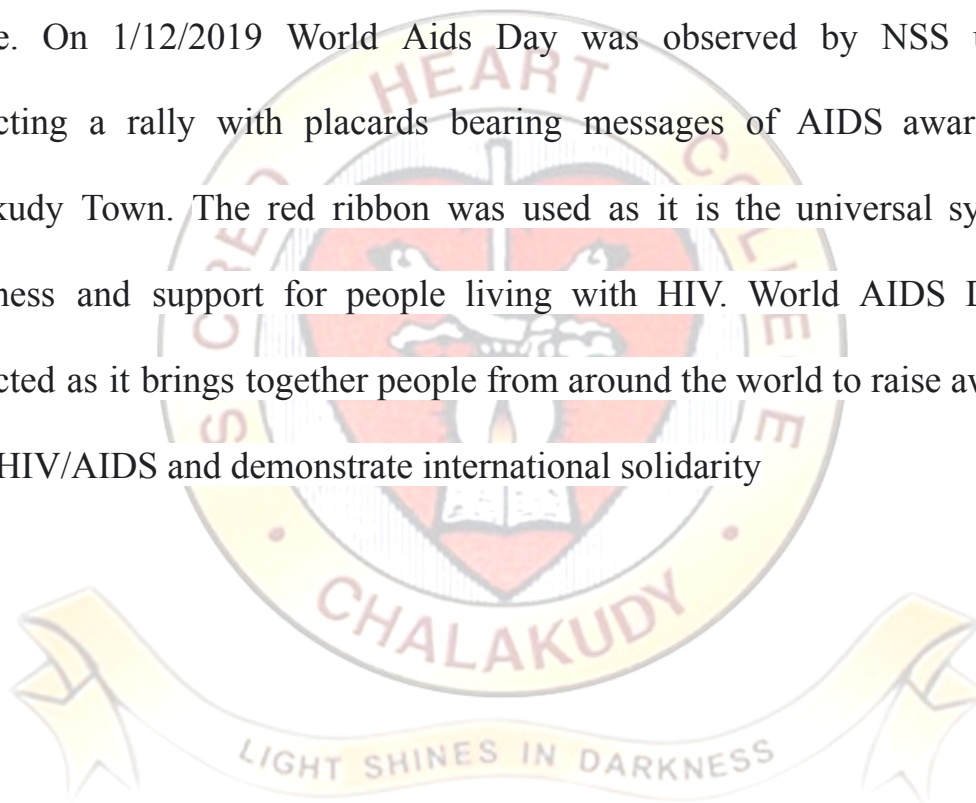 e. On 1/12/2019 World Aids Day was observed by NSS
cting a rally with placards bearing messages of AIDS awar
kudy Town. The red ribbon was used as it is the universal sy
ness and support for people living with HIV. World AIDS
cted as it brings together people from around the world to raise av
HIV/AIDS and demonstrate international solidarity
S CRED HEART COLLEGE
CHALAKUDY
LIGHT SHINES IN DARKNESS